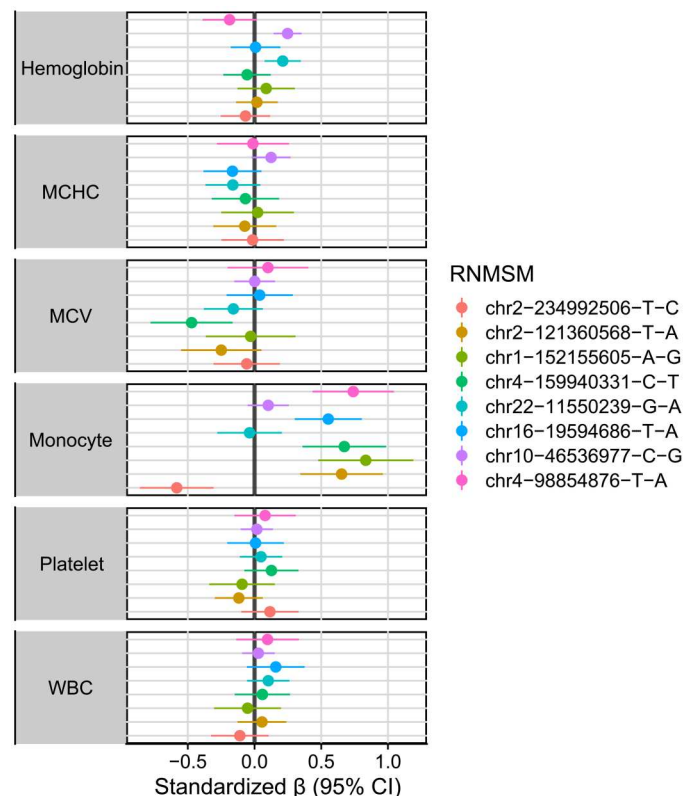 Hemoglobin
MCHC
MCV
Monocyte
Platelet
WBC
−0.5 0.0 0.5 1.0
Standardized β (95% CI)
RNMSM
chr2−234992506−T−C
chr2−121360568−T−A
chr1−152155605−A−G
chr4−159940331−C−T
chr22−11550239−G−A
chr16−19594686−T−A
chr10−46536977−C−G
chr4−98854876−T−A